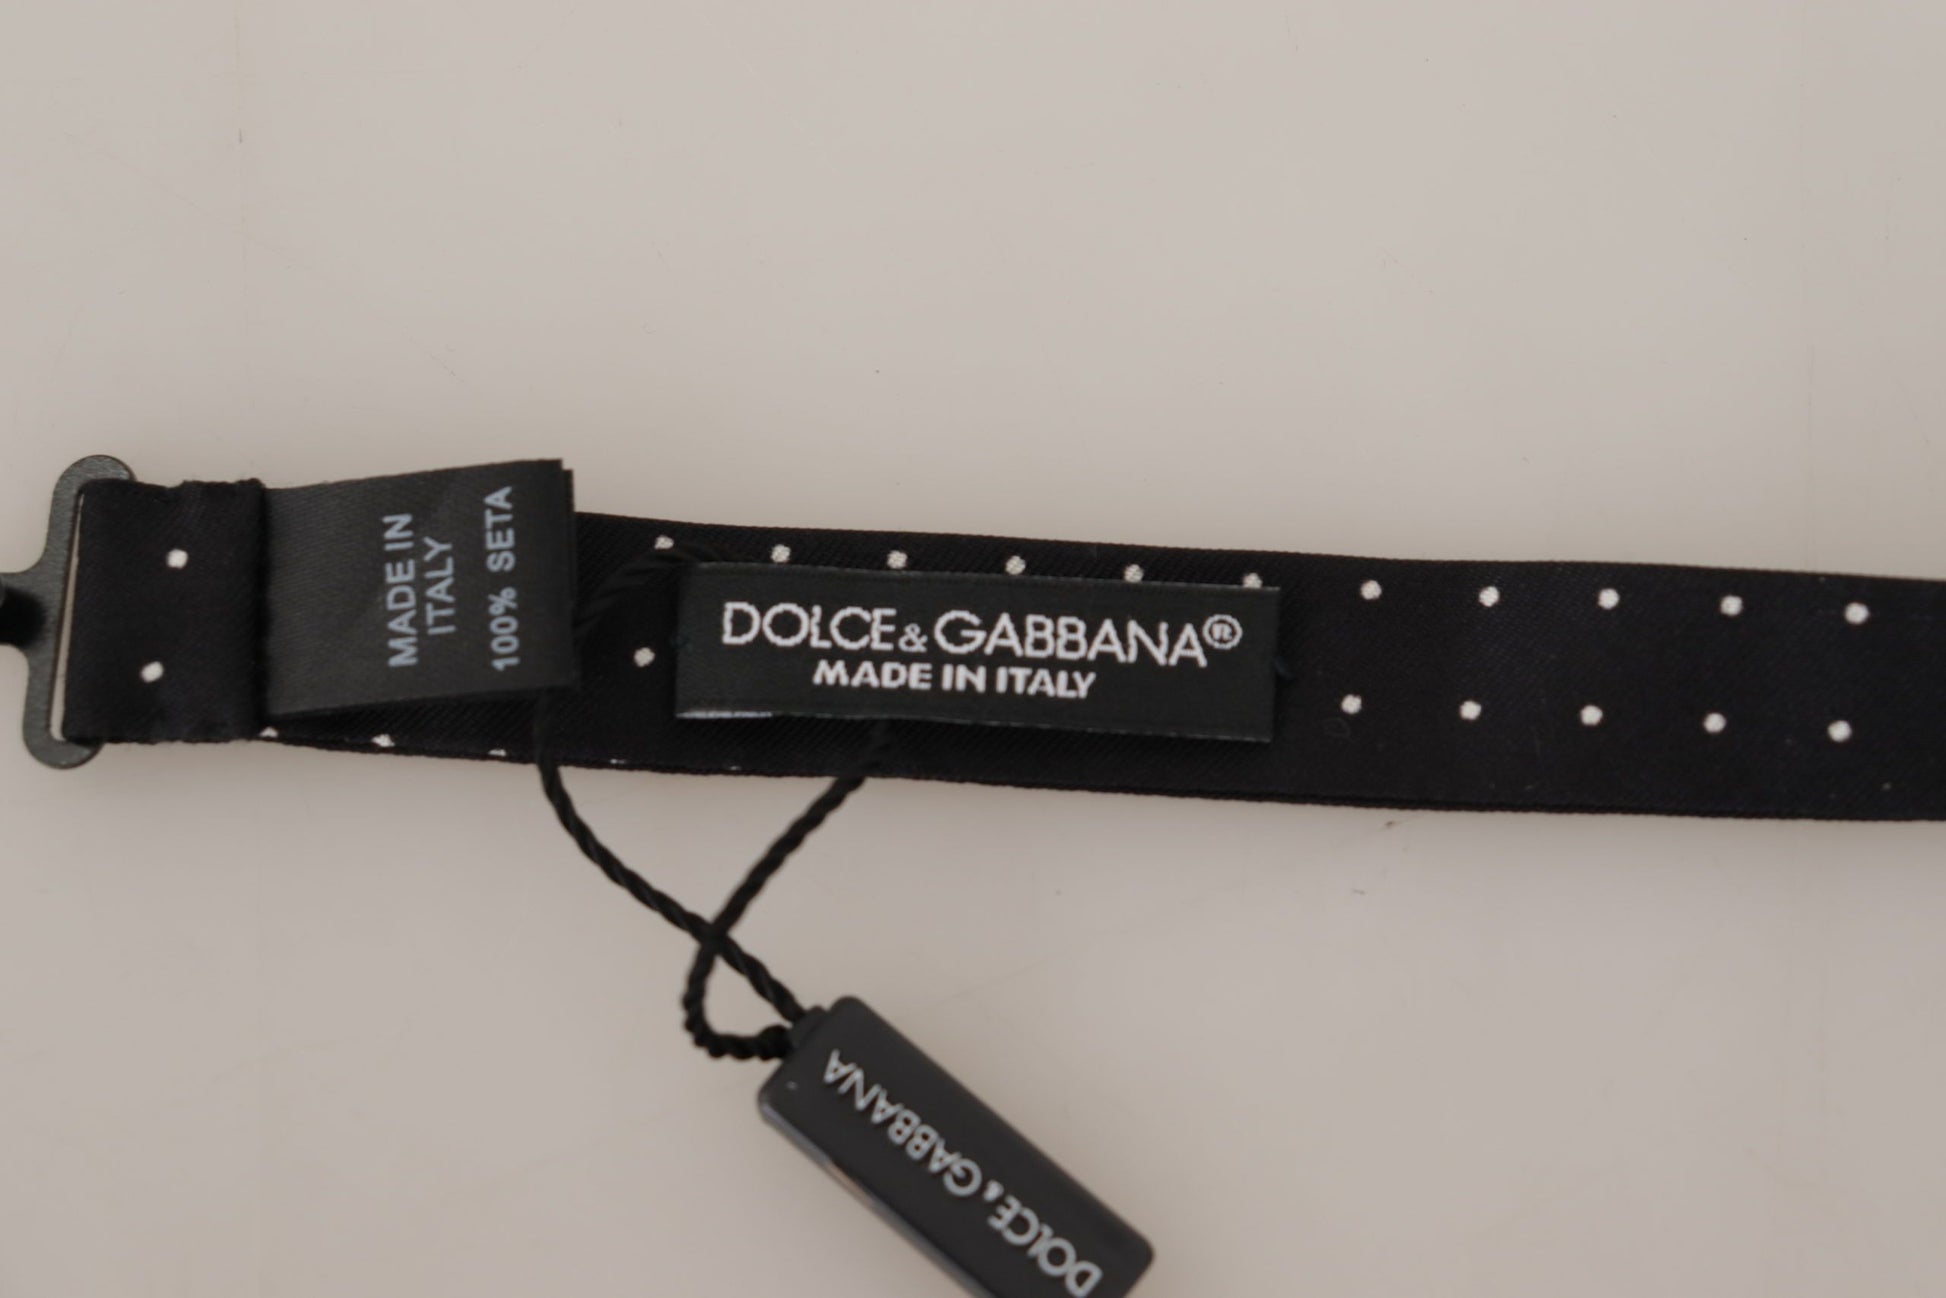 MADE IN
ITALY
100% SETA
DOLCE&GABBANA®
MADE IN ITALY
DOLCE&GABBANA